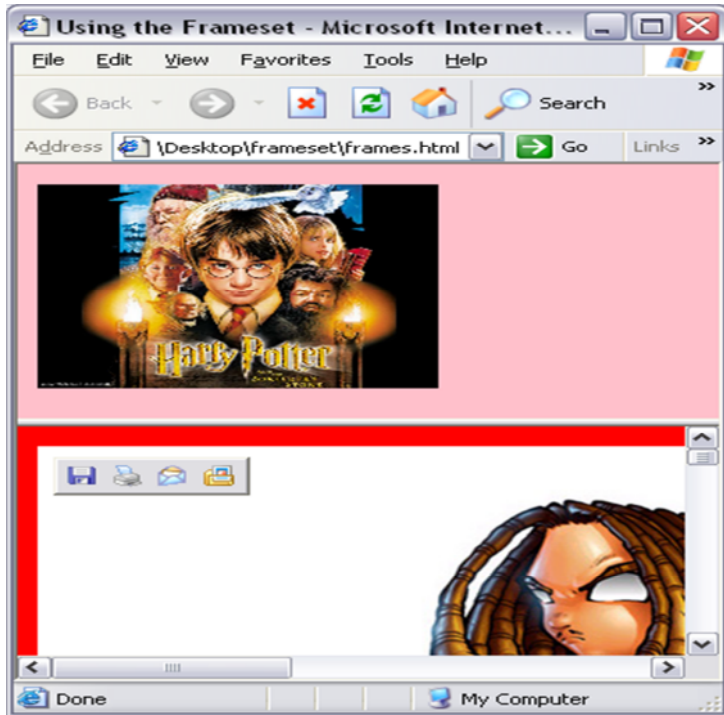 Using the Frameset - Microsoft Internet...
File Edit View Favorites Tools Help
Back Search
Address \Desktop\frameset\frames.html Go Links
Harry Potter
Done My Computer